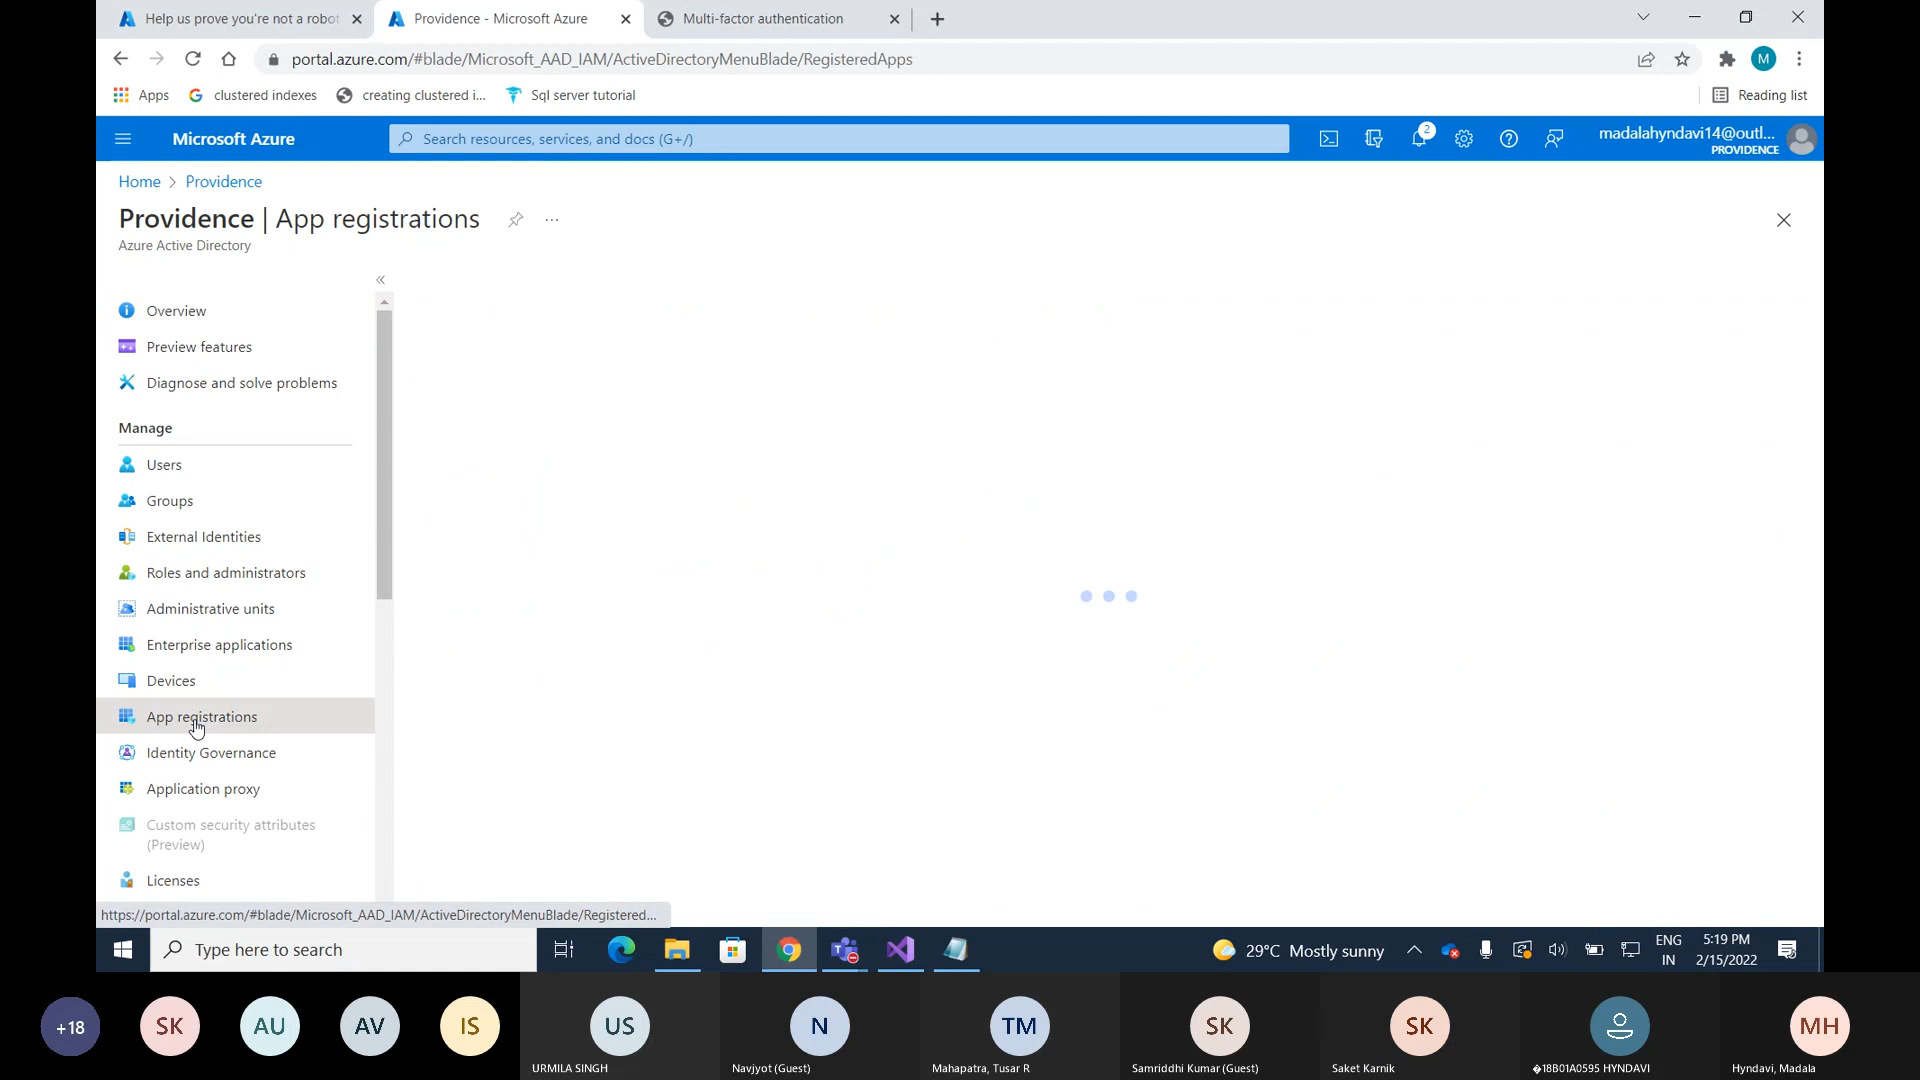 Help us prove you're not a robot
Providence - Microsoft Azure
Multi-factor authentication
portal.azure.com/#blade/Microsoft_AAD_IAM/ActiveDirectoryMenuBlade/RegisteredApps
M
Apps
clustered indexes
creating clustered i...
Sql server tutorial
Reading list
Microsoft Azure
Search resources, services, and docs (G+/)
2
madalahyndavi14@outl...
PROVIDENCE
Home > Providence
Providence | App registrations
Azure Active Directory
Overview
Preview features
Diagnose and solve problems
Manage
Users
Groups
External Identities
Roles and administrators
Administrative units
Enterprise applications
Devices
App registrations
Identity Governance
Application proxy
Custom security attributes
(Preview)
Licenses
https://portal.azure.com/#blade/Microsoft_AAD_IAM/ActiveDirectoryMenuBlade/Registered...
Type here to search
29°C Mostly sunny
ENG
IN
5:19 PM
2/15/2022
+18
SK
AU
AV
IS
US
URMILA SINGH
N
Navjyot (Guest)
TM
Mahapatra, Tusar R
SK
Samriddhi Kumar (Guest)
SK
Saket Karnik
�18B01A0595 HYNDAVI
MH
Hyndavi, Madala